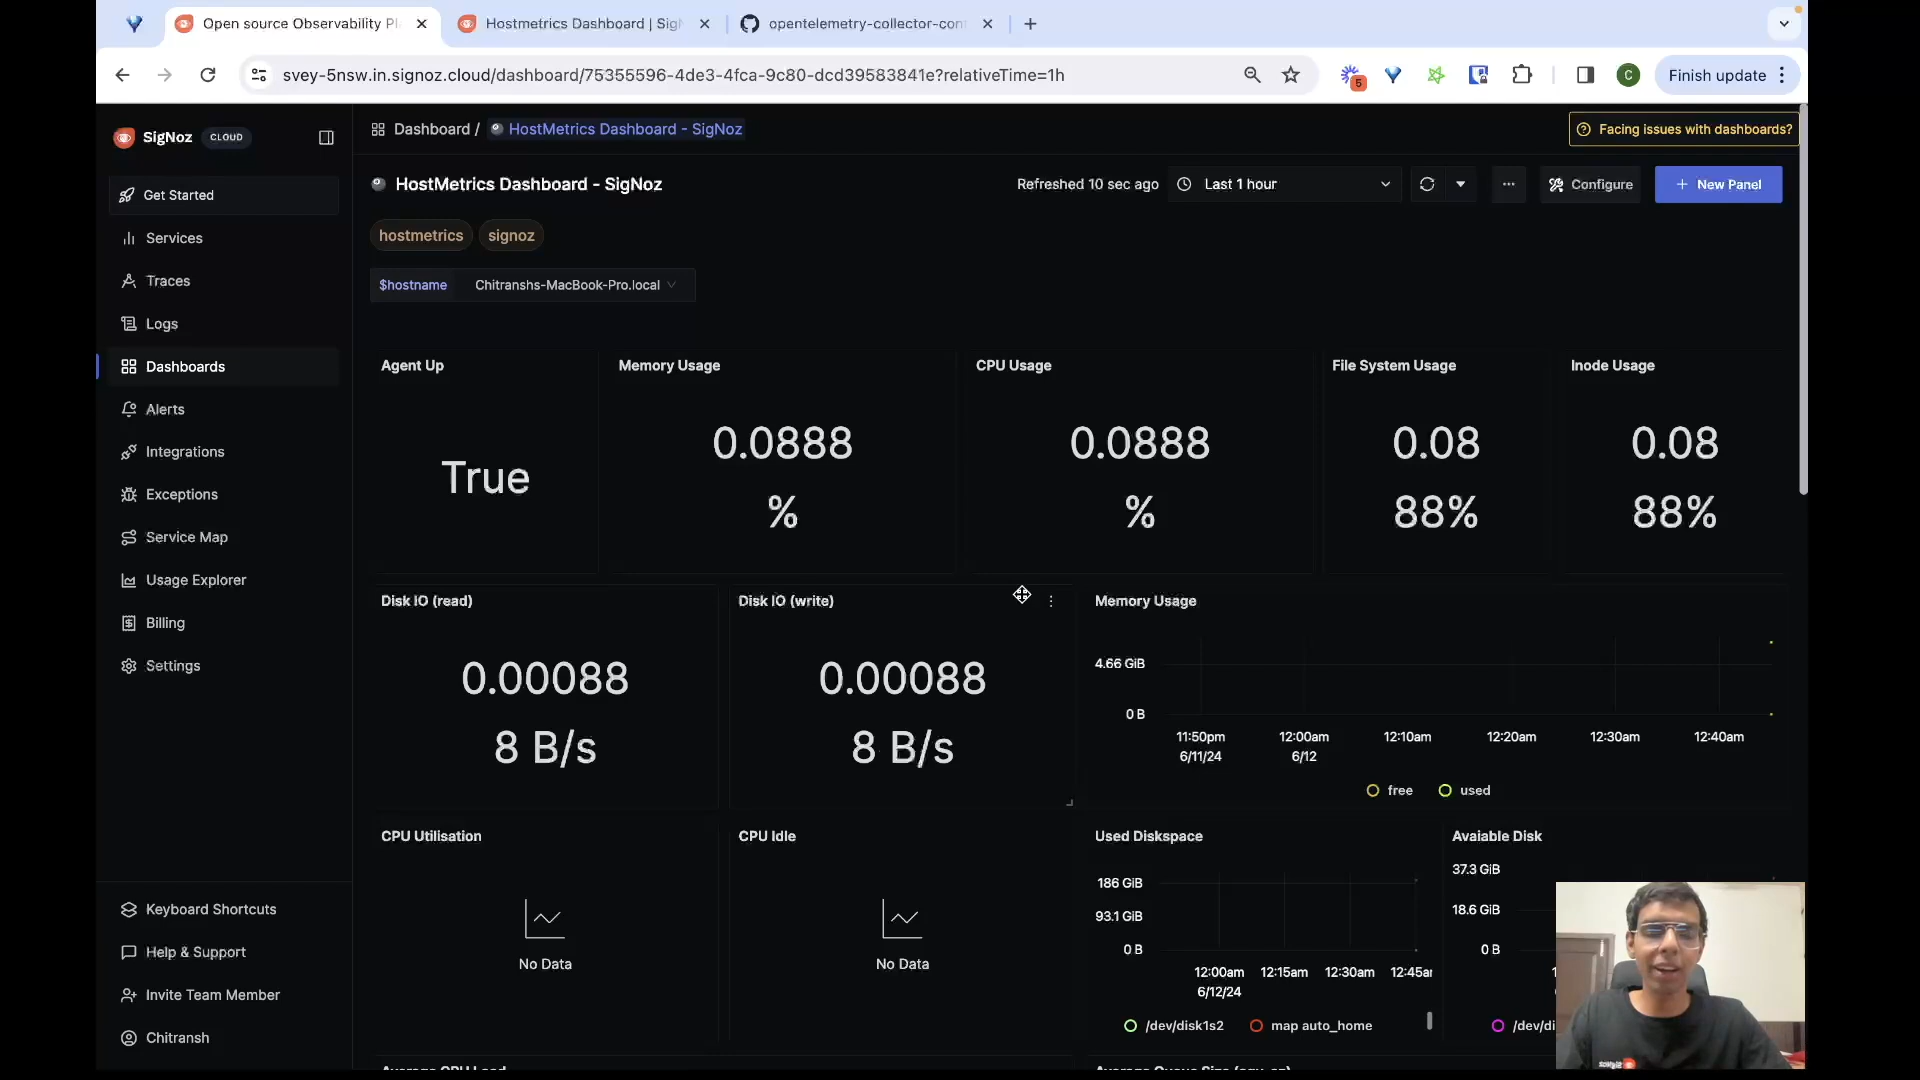 Open source Observability Pl
Hostmetrics Dashboard | Sig
opentelemetry-collector-con
svey-5nsw.in.signoz.cloud/dashboard/75355596-4de3-4fca-9c80-dcd39583841e?relativeTime=1h
5
C
Finish update
SigNoz
CLOUD
Dashboard /
HostMetrics Dashboard - SigNoz
Facing issues with dashboards?
HostMetrics Dashboard - SigNoz
Refreshed 10 sec ago
Last 1 hour
Configure
New Panel
hostmetrics
signoz
$hostname
Chitranshs-MacBook-Pro.local
Get Started
Services
Traces
Logs
Dashboards
Alerts
Integrations
Exceptions
Service Map
Usage Explorer
Billing
Settings
Keyboard Shortcuts
Help & Support
Invite Team Member
Chitransh
Agent Up
True
Memory Usage
0.0888
%
CPU Usage
0.0888
%
File System Usage
0.08
88%
Inode Usage
0.08
88%
Disk IO (read)
0.00088
8 B/s
Disk IO (write)
0.00088
8 B/s
Memory Usage
4.66 GiB
0 B
11:50pm 12:00am 12:10am 12:20am 12:30am 12:40am
6/11/24 6/12
free used
CPU Utilisation
No Data
CPU Idle
No Data
Used Diskspace
186 GiB
93.1 GiB
0 B
12:00am 12:15am 12:30am 12:45a
6/12/24
/dev/disk1s2 map auto_home
Avaiable Disk
37.3 GiB
18.6 GiB
0 B
/dev/di